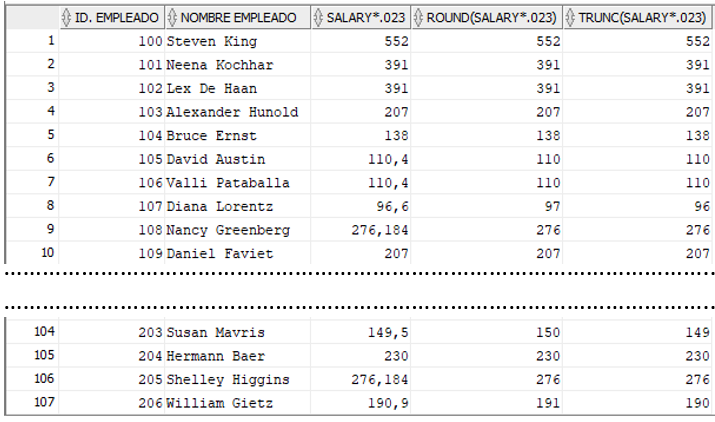 ID. EMPLEADO NOMBRE EMPLEADO SALARY*.023 ROUND(SALARY*.023) TRUNC(SALARY*.023)
1 100 Steven King 552 552 552
2 101 Neena Kochhar 391 391 391
3 102 Lex De Haan 391 391 391
4 103 Alexander Hunold 207 207 207
5 104 Bruce Ernst 138 138 138
6 105 David Austin 110,4 110 110
7 106 Valli Pataballa 110,4 110 110
8 107 Diana Lorentz 96,6 97 96
9 108 Nancy Greenberg 276,184 276 276
10 109 Daniel Faviet 207 207 207
104 203 Susan Mavris 149,5 150 149
105 204 Hermann Baer 230 230 230
106 205 Shelley Higgins 276,184 276 276
107 206 William Gietz 190,9 191 190